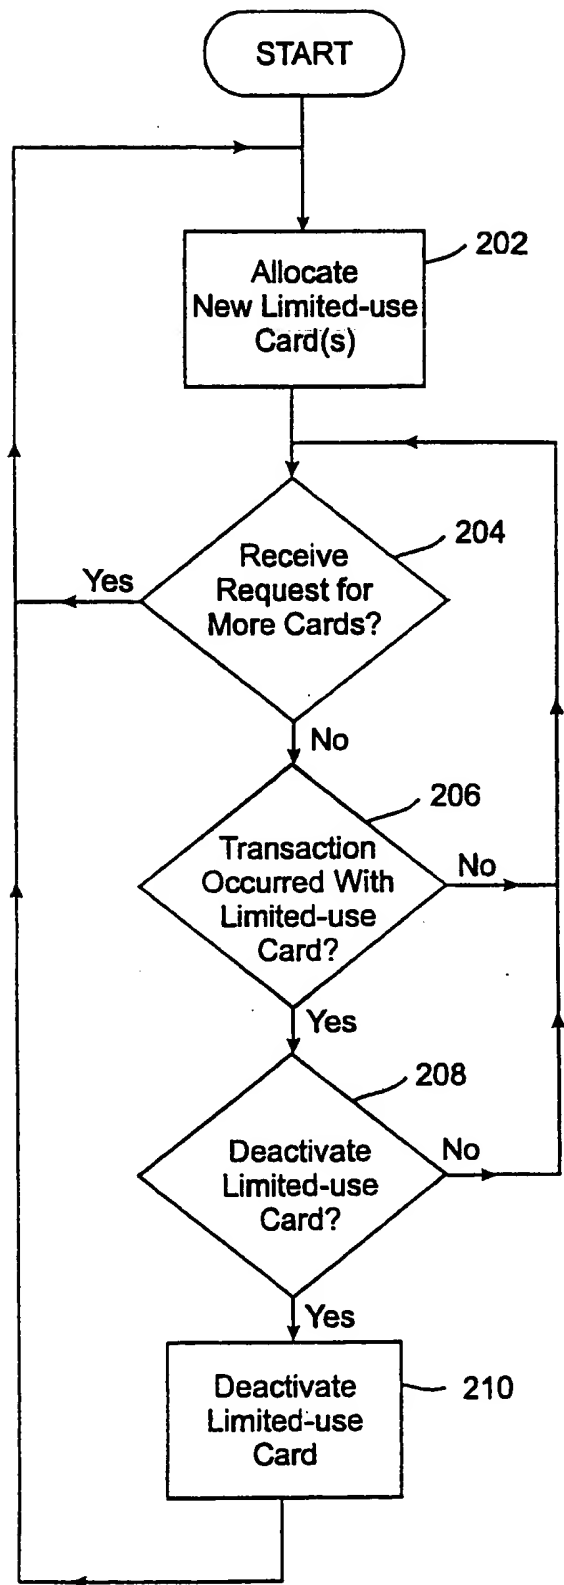 START
202
Allocate
New Limited-use
Card(s)
204
Receive
Request for
More Cards?
Yes
No
206
Transaction
Occurred With
Limited-use
Card?
No
Yes
208
Deactivate
Limited-use
Card?
No
Yes
Deactivate
Limited-use
Card
210